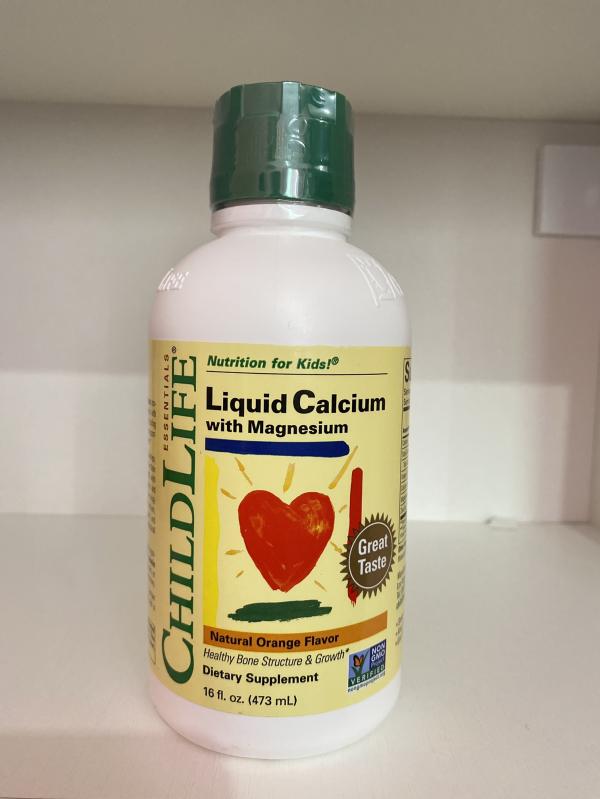 Nutrition for Kids!®
CHILDLIFE
ESSENTIALS®
Liquid Calcium
with Magnesium
Great
Taste
Natural Orange Flavor
Healthy Bone Structure & Growth*
Dietary Supplement
16 fl. oz. (473 mL)
NON
GMO
VERIFIED